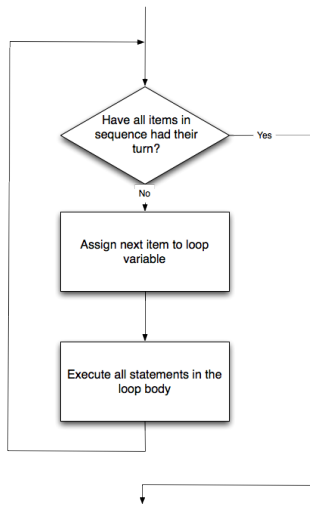 Have all items in
sequence had their
turn?
Yes
No
Assign next item to loop
variable
Execute all statements in the
loop body